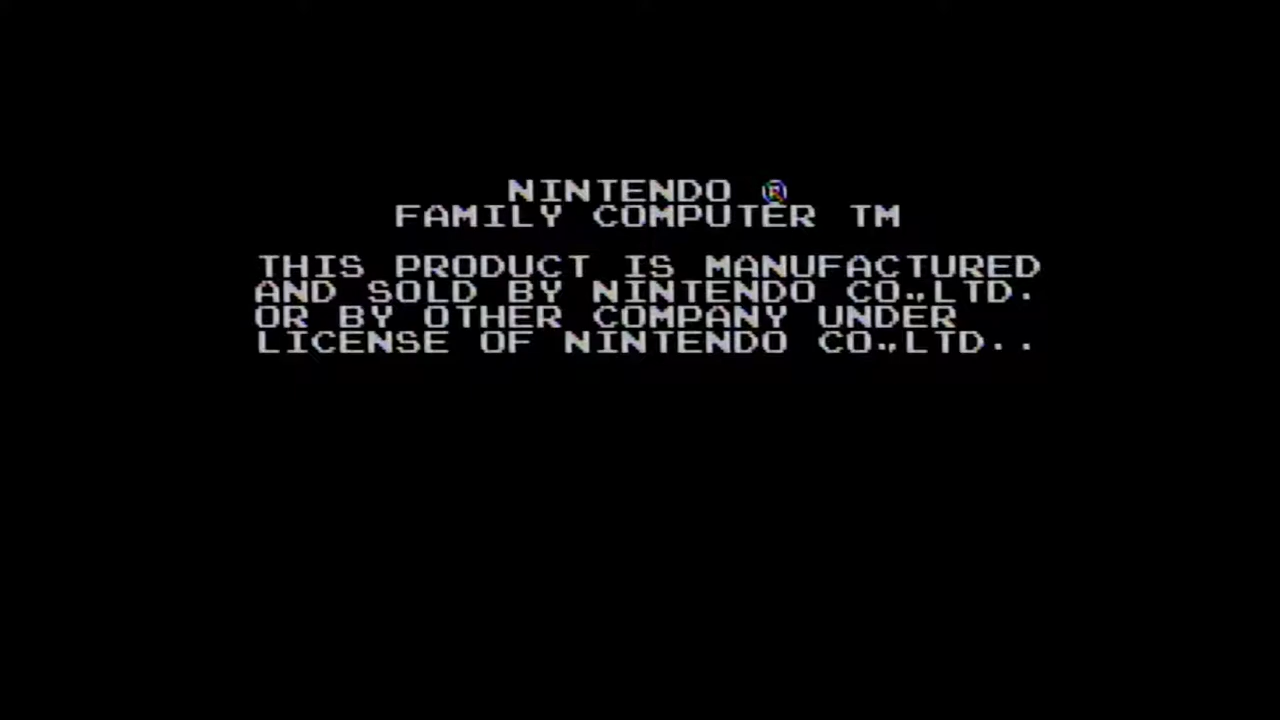 NINTENDO ®
FAMILY COMPUTER TM
THIS PRODUCT IS MANUFACTURED
AND SOLD BY NINTENDO CO.,LTD.
OR BY OTHER COMPANY UNDER
LICENSE OF NINTENDO CO.,LTD..